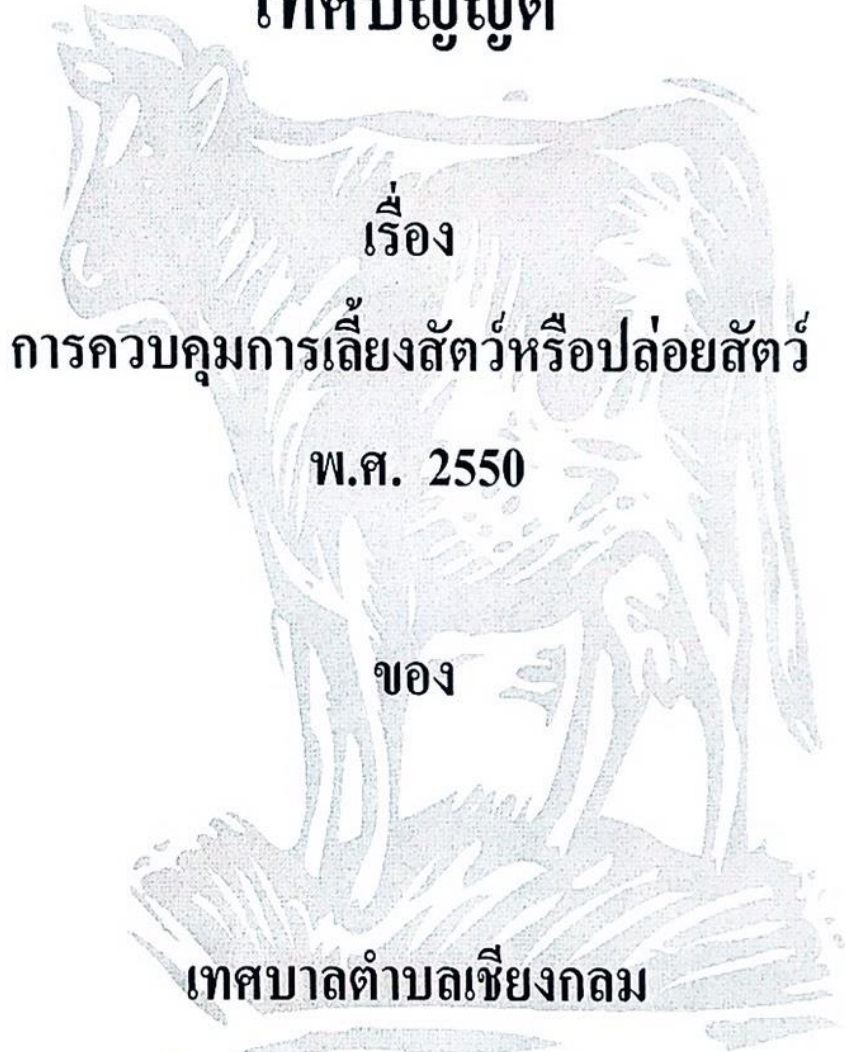 เทศบัญญัติ
เรื่อง
การควบคุมการเลี้ยงสัตว์หรือปล่อยสัตว์
พ.ศ. 2550
ของ
เทศบาลตำบลเชียงกลม